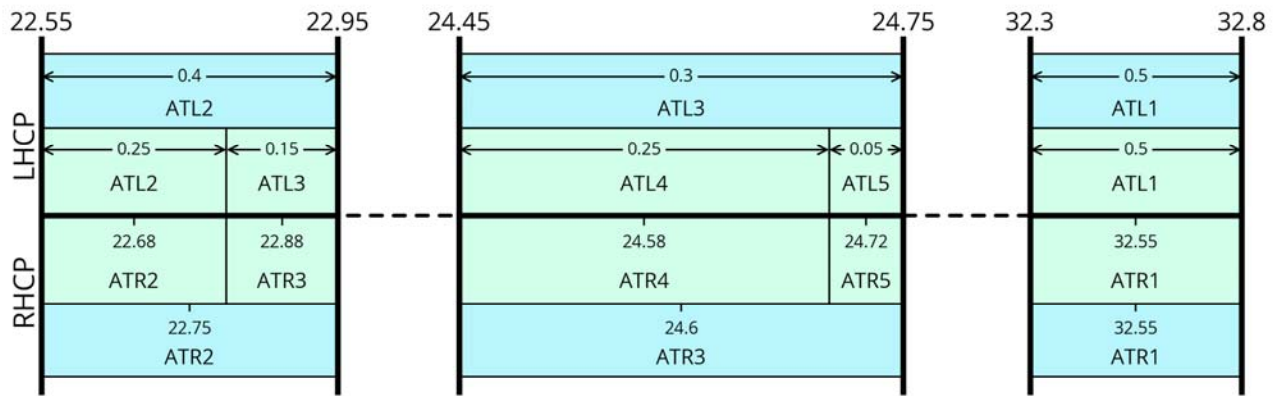 22.55 22.95 24.45 24.75 32.3 32.8
0.4 0.3 0.5
ATL2 ATL3 ATL1
LHCP
0.25 0.15 0.25 0.05 0.5
ATL2 ATL3 ATL4 ATL5 ATL1
22.68 22.88 24.58 24.72 32.55
RHCP
ATR2 ATR3 ATR4 ATR5 ATR1
22.75 24.6 32.55
ATR2 ATR3 ATR1